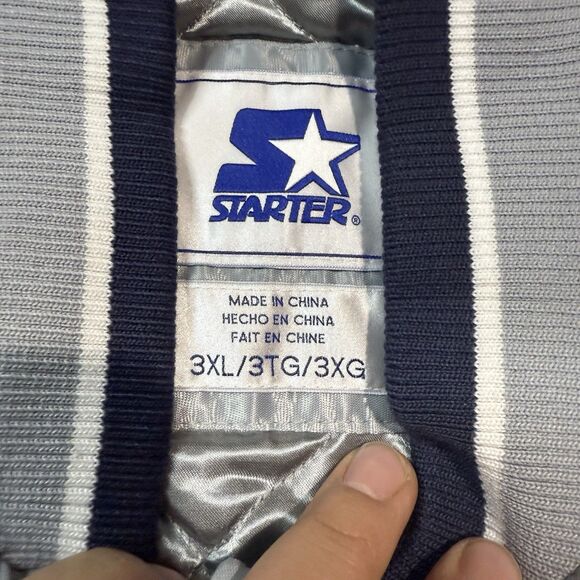 STARTER®
MADE IN CHINA
HECHO EN CHINA
FAIT EN CHINE
3XL/3TG/3XG